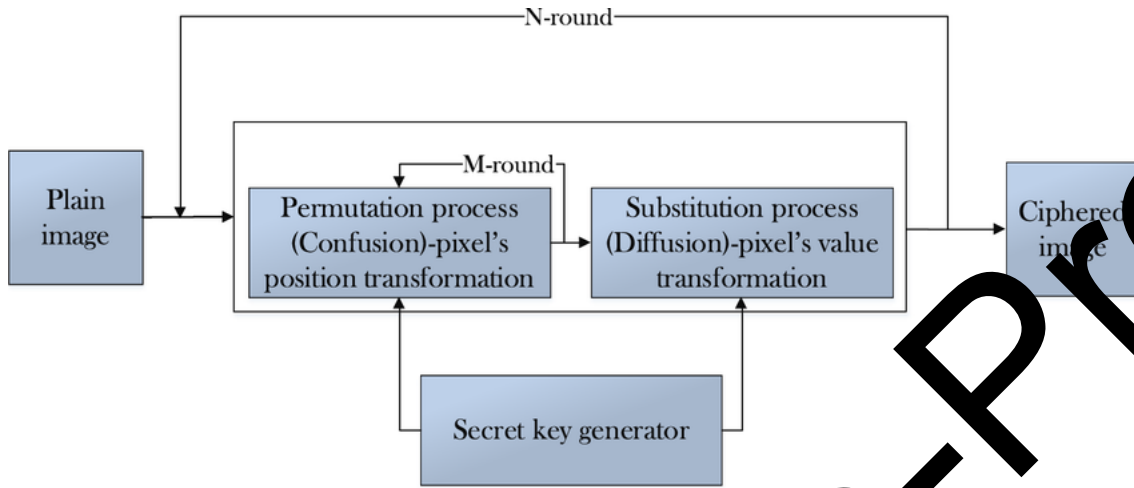 N-round
Plain
image
M-round
Permutation process
(Confusion)-pixel's
position transformation
Substitution process
(Diffusion)-pixel's value
transformation
Ciphered
image
Secret key generator